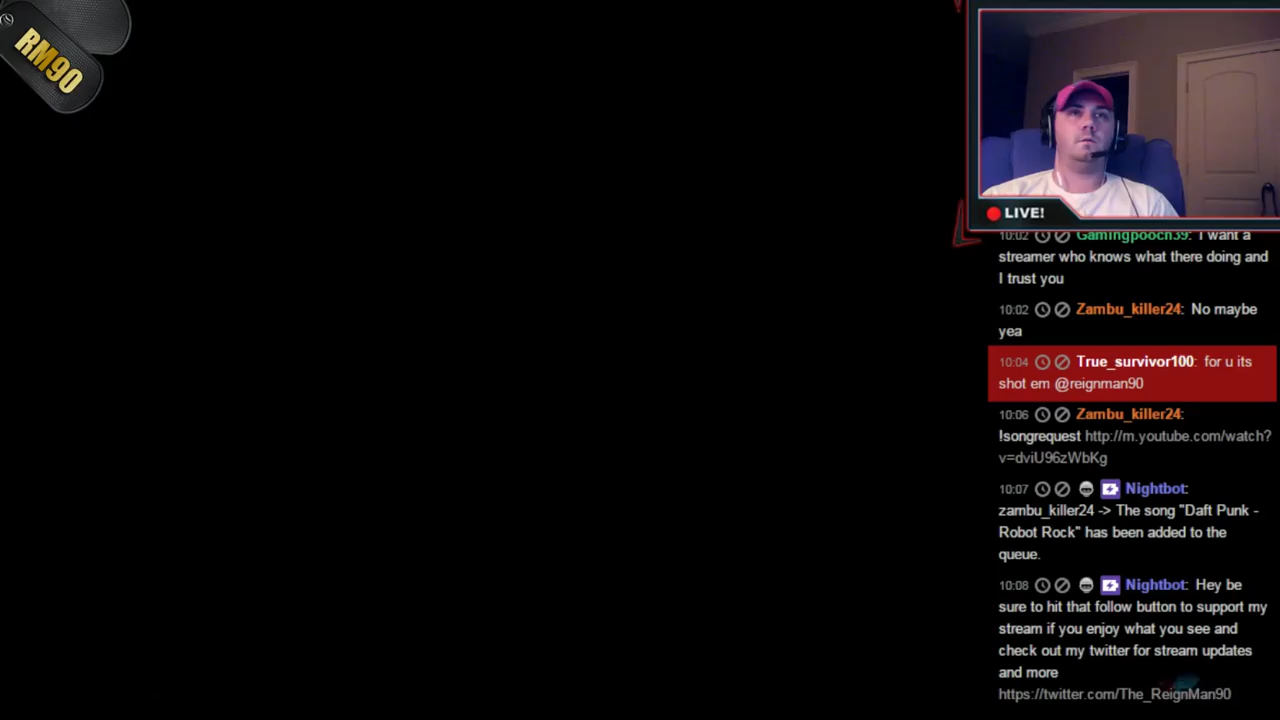 RM90
LIVE!
10:02 Gamingpooch39: I want a
streamer who knows what there doing and
I trust you
10:02 Zambu_killer24: No maybe
yea
10:04 True_survivor100: for u its
shot em @reignman90
10:06 Zambu_killer24:
!songrequest http://m.youtube.com/watch?
v=dviU96zWbKg
10:07 Nightbot:
zambu_killer24 -> The song "Daft Punk -
Robot Rock" has been added to the
queue.
10:08 Nightbot: Hey be
sure to hit that follow button to support my
stream if you enjoy what you see and
check out my twitter for stream updates
and more
https://twitter.com/The_ReignMan90